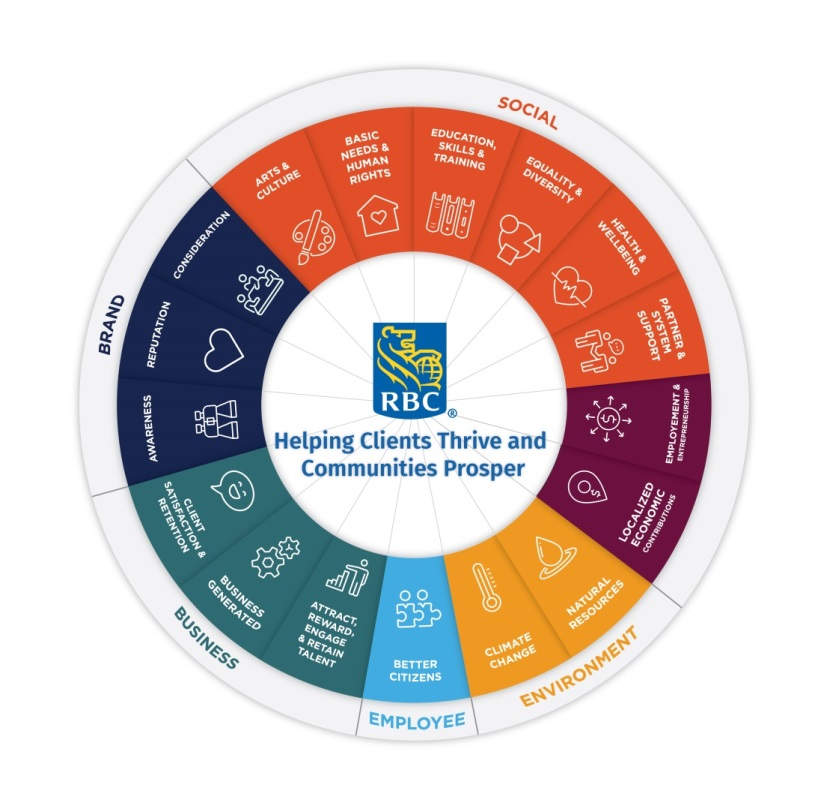 SOCIAL
ARTS &
CULTURE
BASIC
NEEDS &
HUMAN
RIGHTS
EDUCATION,
SKILLS &
TRAINING
EQUALITY &
DIVERSITY
HEALTH &
WELLBEING
PARTNER &
SYSTEM
SUPPORT
EMPLOYEMENT &
ENTREPRENEURSHIP
LOCALIZED
ECONOMIC
CONTRIBUTIONS
ENVIRONMENT
NATURAL
RESOURCES
CLIMATE
CHANGE
EMPLOYEE
BETTER
CITIZENS
BUSINESS
ATTRACT,
REWARD,
ENGAGE
& RETAIN
TALENT
BUSINESS
GENERATED
CLIENT
SATISFACTION &
RETENTION
BRAND
AWARENESS
REPUTATION
CONSIDERATION
RBC®
Helping Clients Thrive and
Communities Prosper